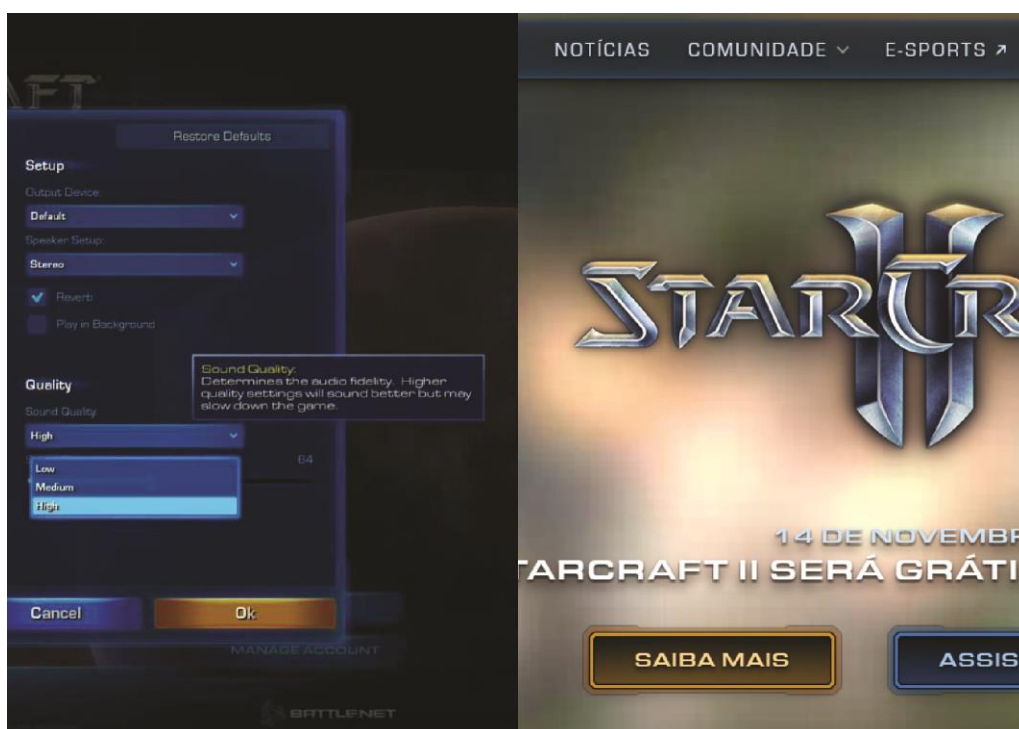 AFT
Restore Defaults
Setup
Output Device:
Default
Speaker Setup:
Stereo
Reverb
Play in Background
Sound Quality:
Determines the audio fidelity. Higher
quality settings will sound better but may
slow down the game.
Quality
Sound Quality
High
64
Low
Medium
High
Cancel
Ok
MANAGE ACCOUNT
BATTLE.NET
NOTÍCIAS
COMUNIDADE
E-SPORTS
STARCR
II
14 DE NOVEMBR
TARCRAFT II SERÁ GRÁTI
SAIBA MAIS
ASSIS